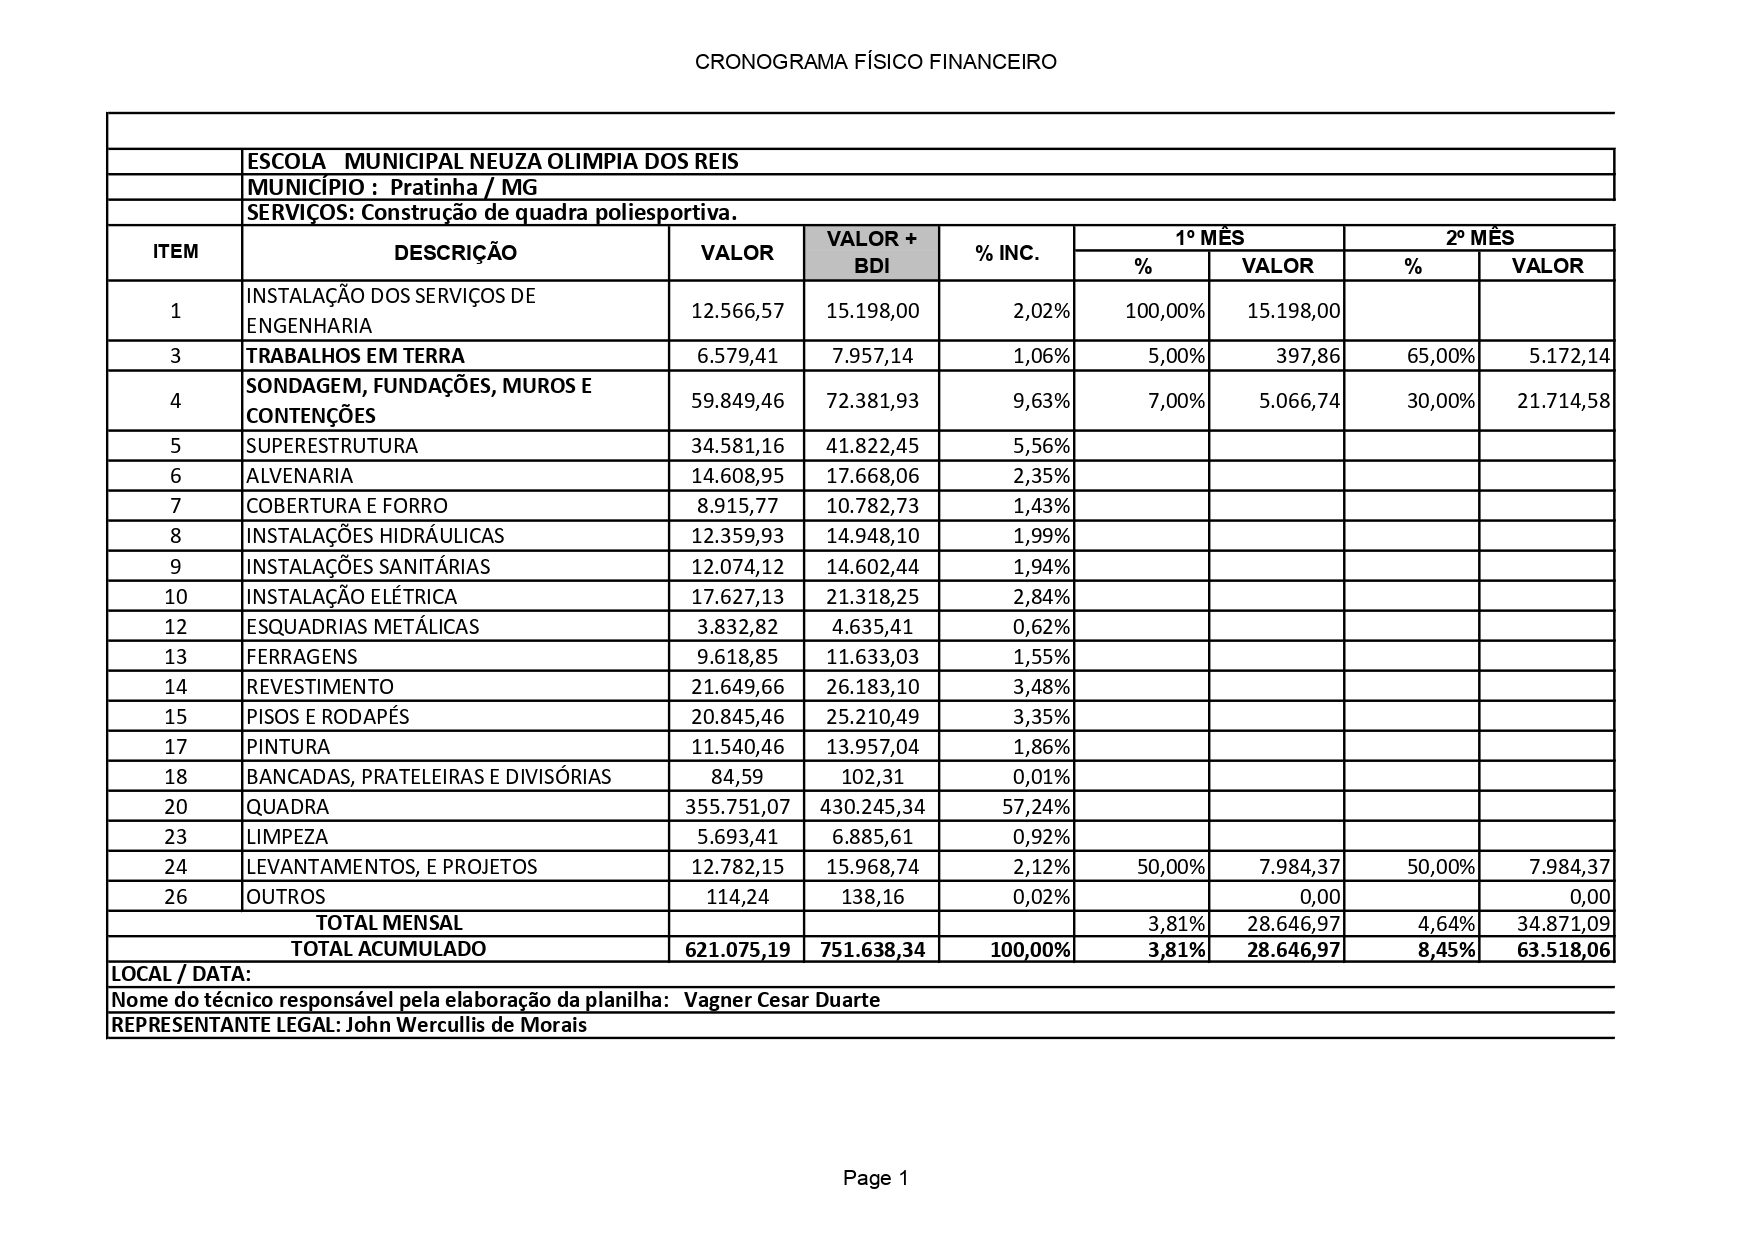 CRONOGRAMA FÍSICO FINANCEIRO
ESCOLA   MUNICIPAL NEUZA OLIMPIA DOS REIS
MUNICÍPIO :  Pratinha / MG
SERVIÇOS: Construção de quadra poliesportiva.
ITEM DESCRIÇÃO VALOR VALOR + BDI % INC. 1º MÊS 2º MÊS
% VALOR % VALOR
1 INSTALAÇÃO DOS SERVIÇOS DE ENGENHARIA 12.566,57 15.198,00 2,02% 100,00% 15.198,00
3 TRABALHOS EM TERRA 6.579,41 7.957,14 1,06% 5,00% 397,86 65,00% 5.172,14
4 SONDAGEM, FUNDAÇÕES, MUROS E CONTENÇÕES 59.849,46 72.381,93 9,63% 7,00% 5.066,74 30,00% 21.714,58
5 SUPERESTRUTURA 34.581,16 41.822,45 5,56%
6 ALVENARIA 14.608,95 17.668,06 2,35%
7 COBERTURA E FORRO 8.915,77 10.782,73 1,43%
8 INSTALAÇÕES HIDRÁULICAS 12.359,93 14.948,10 1,99%
9 INSTALAÇÕES SANITÁRIAS 12.074,12 14.602,44 1,94%
10 INSTALAÇÃO ELÉTRICA 17.627,13 21.318,25 2,84%
12 ESQUADRIAS METÁLICAS 3.832,82 4.635,41 0,62%
13 FERRAGENS 9.618,85 11.633,03 1,55%
14 REVESTIMENTO 21.649,66 26.183,10 3,48%
15 PISOS E RODAPÉS 20.845,46 25.210,49 3,35%
17 PINTURA 11.540,46 13.957,04 1,86%
18 BANCADAS, PRATELEIRAS E DIVISÓRIAS 84,59 102,31 0,01%
20 QUADRA 355.751,07 430.245,34 57,24%
23 LIMPEZA 5.693,41 6.885,61 0,92%
24 LEVANTAMENTOS, E PROJETOS 12.782,15 15.968,74 2,12% 50,00% 7.984,37 50,00% 7.984,37
26 OUTROS 114,24 138,16 0,02% 0,00 0,00
TOTAL MENSAL 3,81% 28.646,97 4,64% 34.871,09
TOTAL ACUMULADO 621.075,19 751.638,34 100,00% 3,81% 28.646,97 8,45% 63.518,06
LOCAL / DATA:
Nome do técnico responsável pela elaboração da planilha:   Vagner Cesar Duarte
REPRESENTANTE LEGAL: John Wercullis de Morais
Page 1